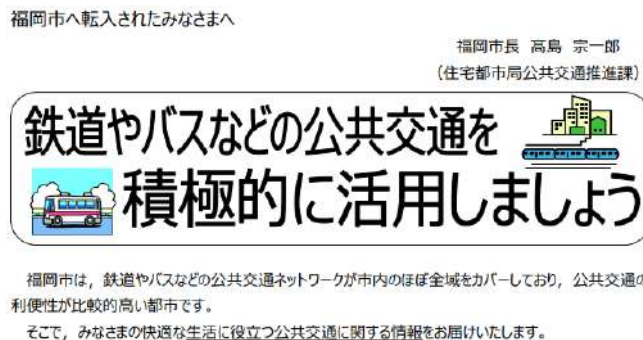 福岡市へ転入されたみなさまへ
福岡市長 髙島 宗一郎
（住宅都市局公共交通推進課）
鉄道やバスなどの公共交通を
積極的に活用しましょう
福岡市は，鉄道やバスなどの公共交通ネットワークが市内のほぼ全域をカバーしており，公共交通の
利便性が比較的高い都市です。
そこで，みなさまの快適な生活に役立つ公共交通に関する情報をお届けいたします。